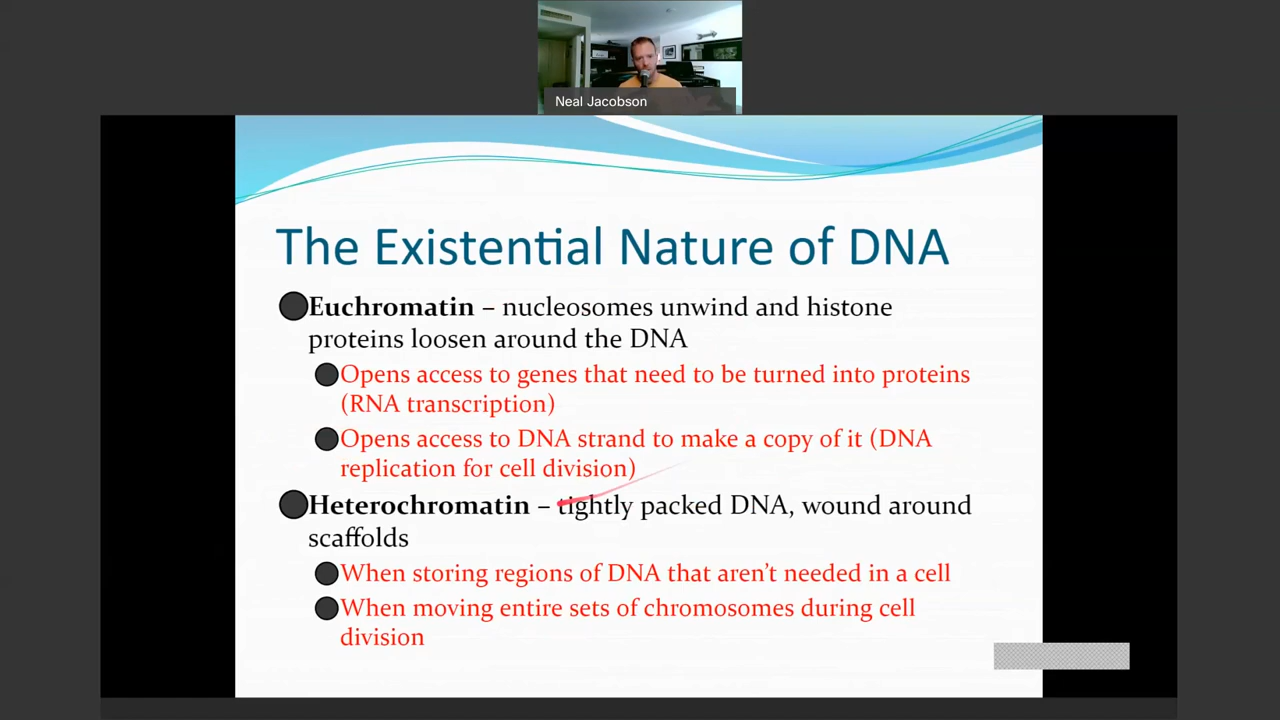 Neal Jacobson
The Existential Nature of DNA
Euchromatin – nucleosomes unwind and histone
proteins loosen around the DNA
Opens access to genes that need to be turned into proteins
(RNA transcription)
Opens access to DNA strand to make a copy of it (DNA
replication for cell division)
Heterochromatin – tightly packed DNA, wound around
scaffolds
When storing regions of DNA that aren't needed in a cell
When moving entire sets of chromosomes during cell
division